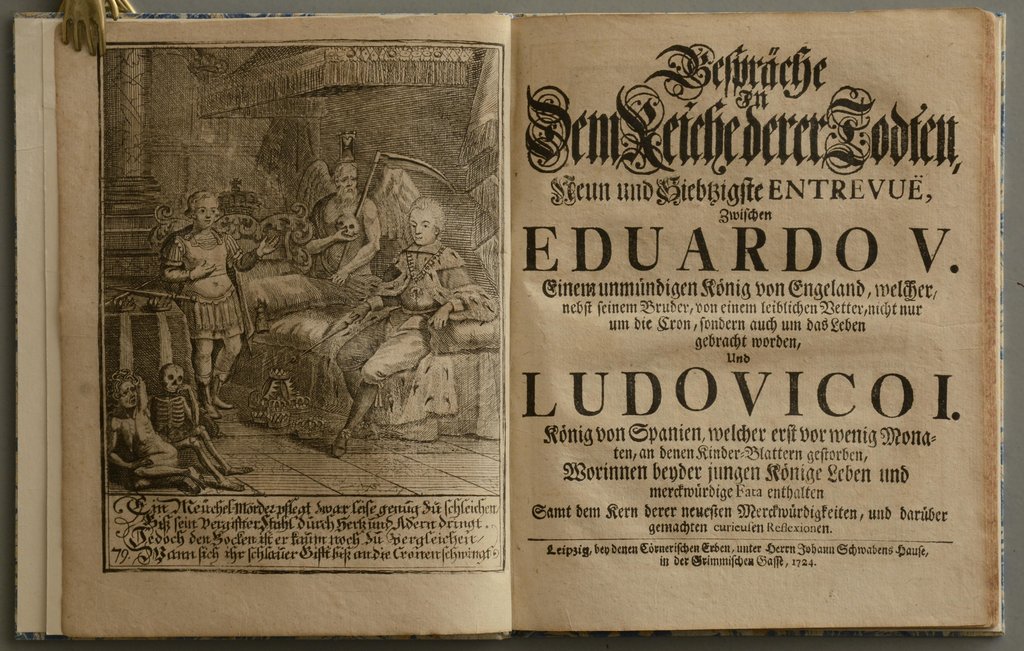 Ein Meuchel-Mörder pflegt zwar leise genug zu schleichen
Biß sein vergiffter Stahl durch Hertz und Adern dringt.
Jedoch den Pocken ist er kaum noch zu vergleichen,
79. Wann sich ihr schlauer Gifft biß an die Cronen schwingt.
Gespräche
In
Dem Reiche derer Todten,
Neun und Siebtzigste ENTREVUË,
Zwischen
EDUARDO V.
Einem unmündigen König von Engeland, welcher,
nebst seinem Bruder, von einem leiblichen Vetter, nicht nur
um die Cron, sondern auch um das Leben
gebracht worden,
Und
LUDOVICO I.
König von Spanien, welcher erst vor wenig Mona-
ten, an denen Kinder-Blattern gestorben,
Worinnen beyder jungen Könige Leben und
merckwürdige Fata enthalten
Samt dem Kern derer neuesten Merckwürdigkeiten, und darüber
gemachten curieusen Reflexionen.
Leipzig, bey denen Cörnerischen Erben, unter Herrn Johann Schwabens Hause,
in der Grimmischen Gasse, 1724.